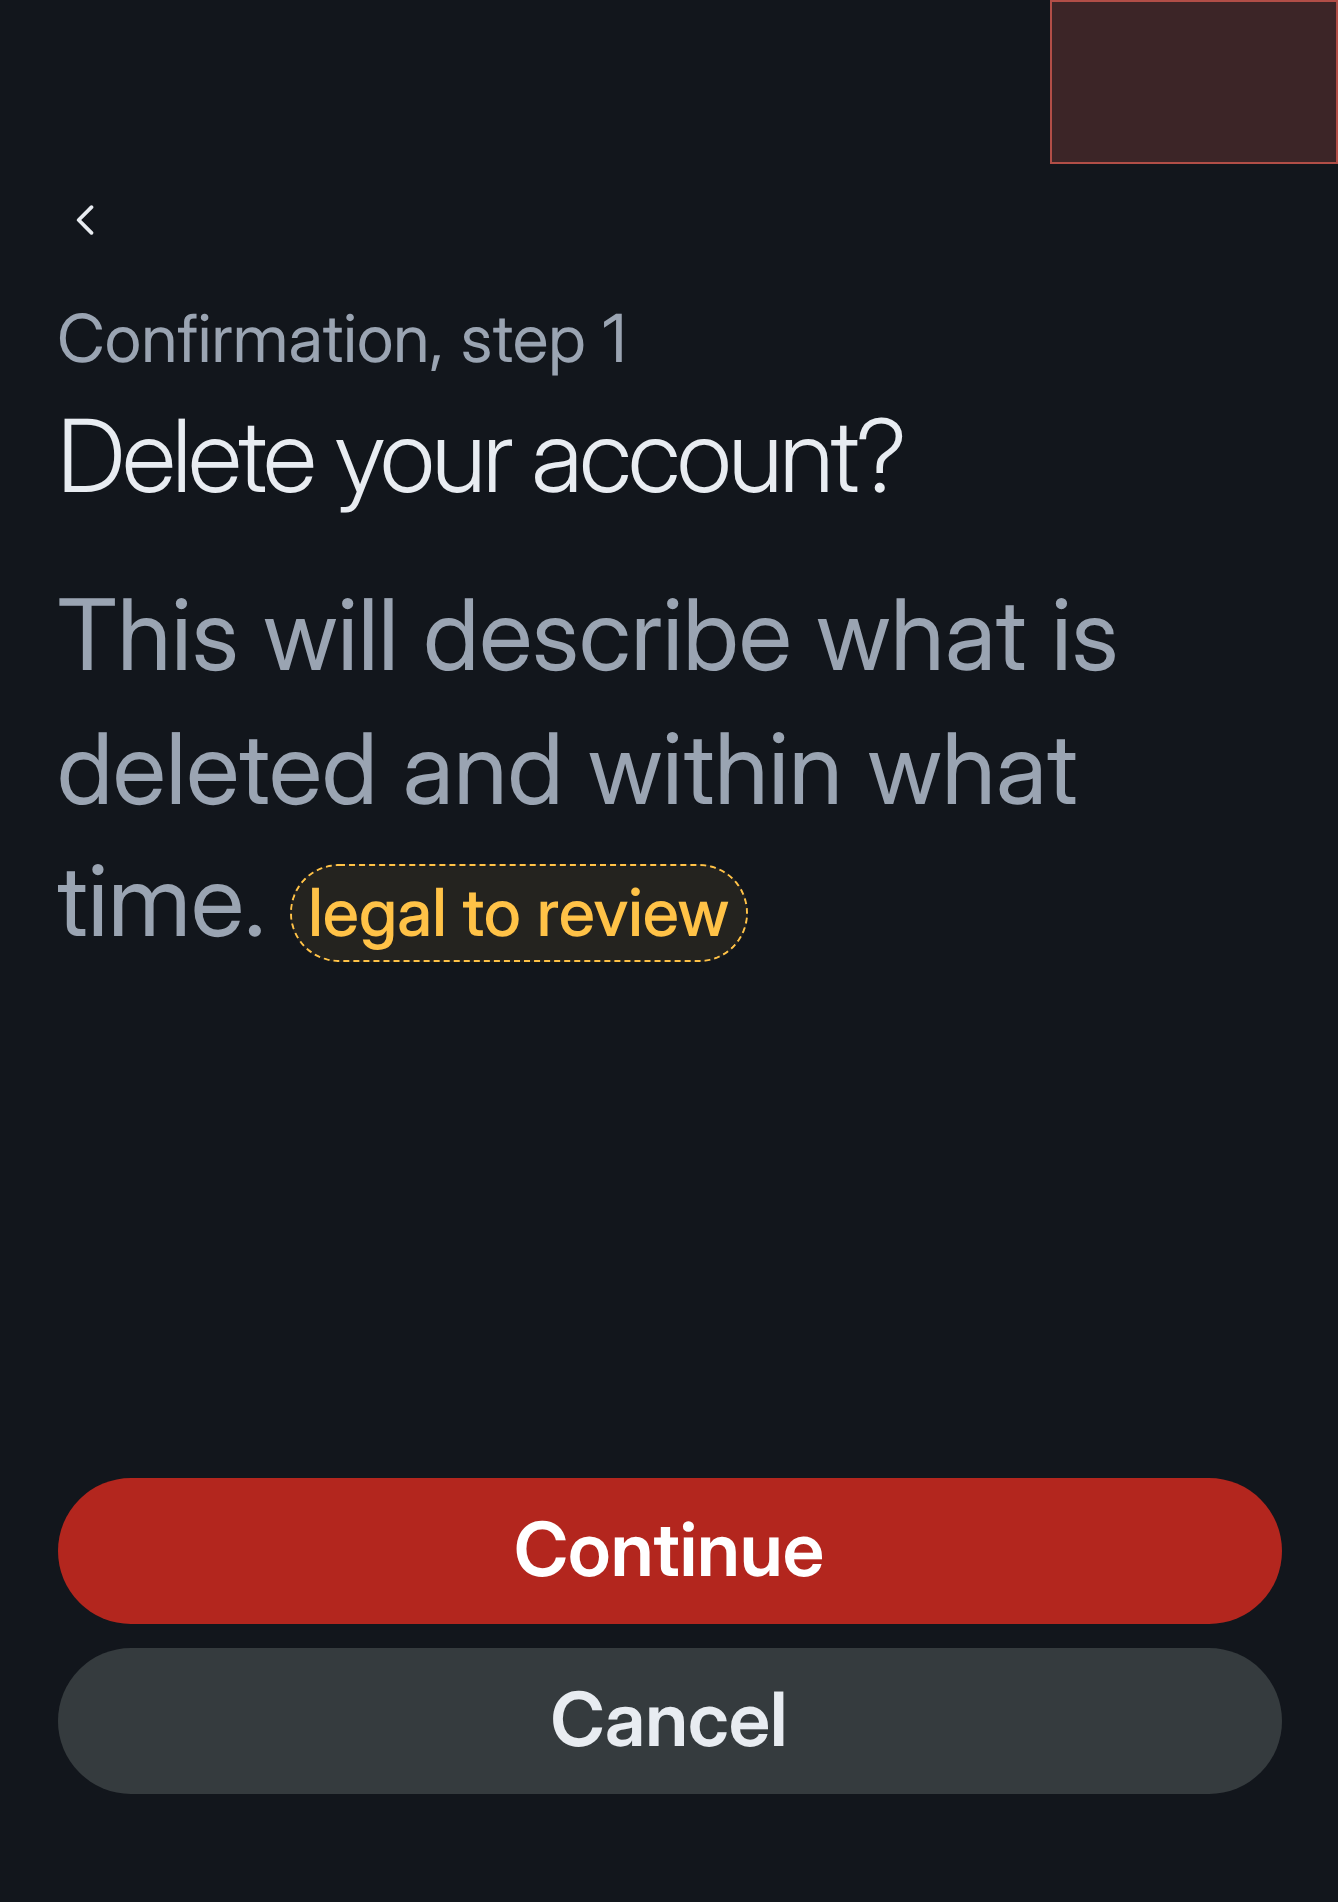 Confirmation, step 1
Delete your account?
This will describe what is
deleted and within what
time. legal to review
Continue
Cancel